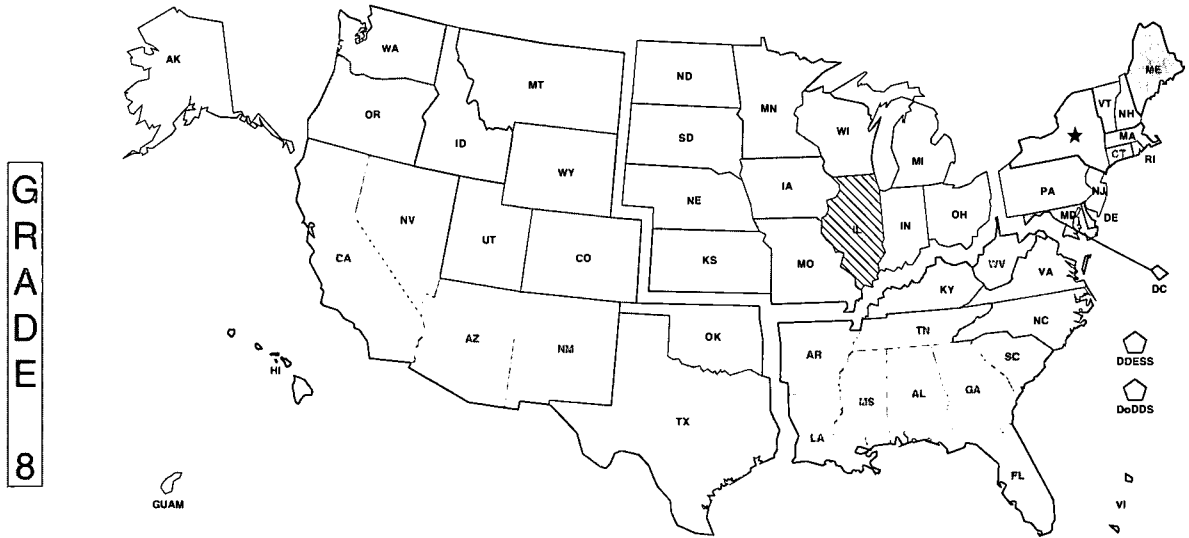 GRADE 8
AK
WA
MT
ND
MN
ME
OR
ID
SD
WI
MI
VT
NH
MA
CT
RI
WY
NE
IA
IL
IN
OH
PA
NJ
MD
DE
DC
NV
UT
CO
KS
MO
WV
VA
KY
CA
AZ
NM
OK
AR
TN
NC
SC
DDESS
DoDDS
HI
TX
LA
MS
AL
GA
FL
VI
GUAM